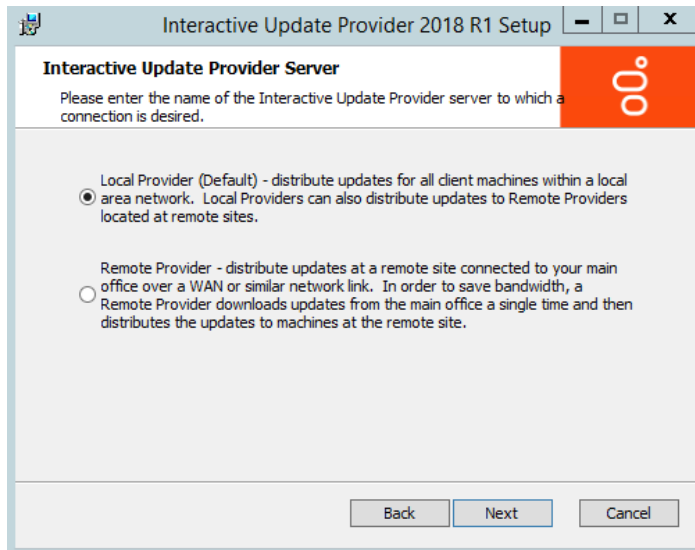 Interactive Update Provider 2018 R1 Setup
Interactive Update Provider Server
Please enter the name of the Interactive Update Provider server to which a
connection is desired.
Local Provider (Default) - distribute updates for all client machines within a local
area network. Local Providers can also distribute updates to Remote Providers
located at remote sites.
Remote Provider - distribute updates at a remote site connected to your main
office over a WAN or similar network link. In order to save bandwidth, a
Remote Provider downloads updates from the main office a single time and then
distributes the updates to machines at the remote site.
Back Next Cancel